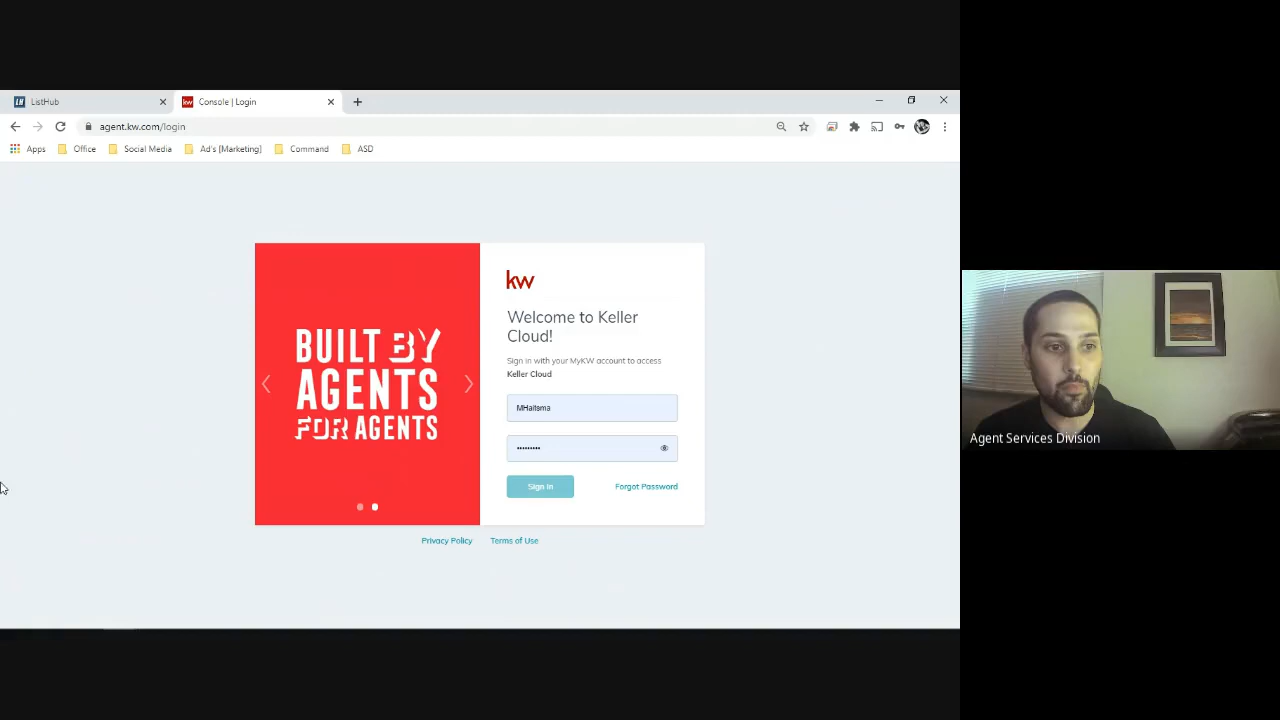 ListHub
Console | Login
agent.kw.com/login
Apps
Office
Social Media
Ad's [Marketing]
Command
ASD
BUILT BY
AGENTS
FOR AGENTS
kw
Welcome to Keller
Cloud!
Sign in with your MyKW account to access
Keller Cloud
MHaitsma
•••••••••
Sign In
Forgot Password
Privacy Policy
Terms of Use
Agent Services Division